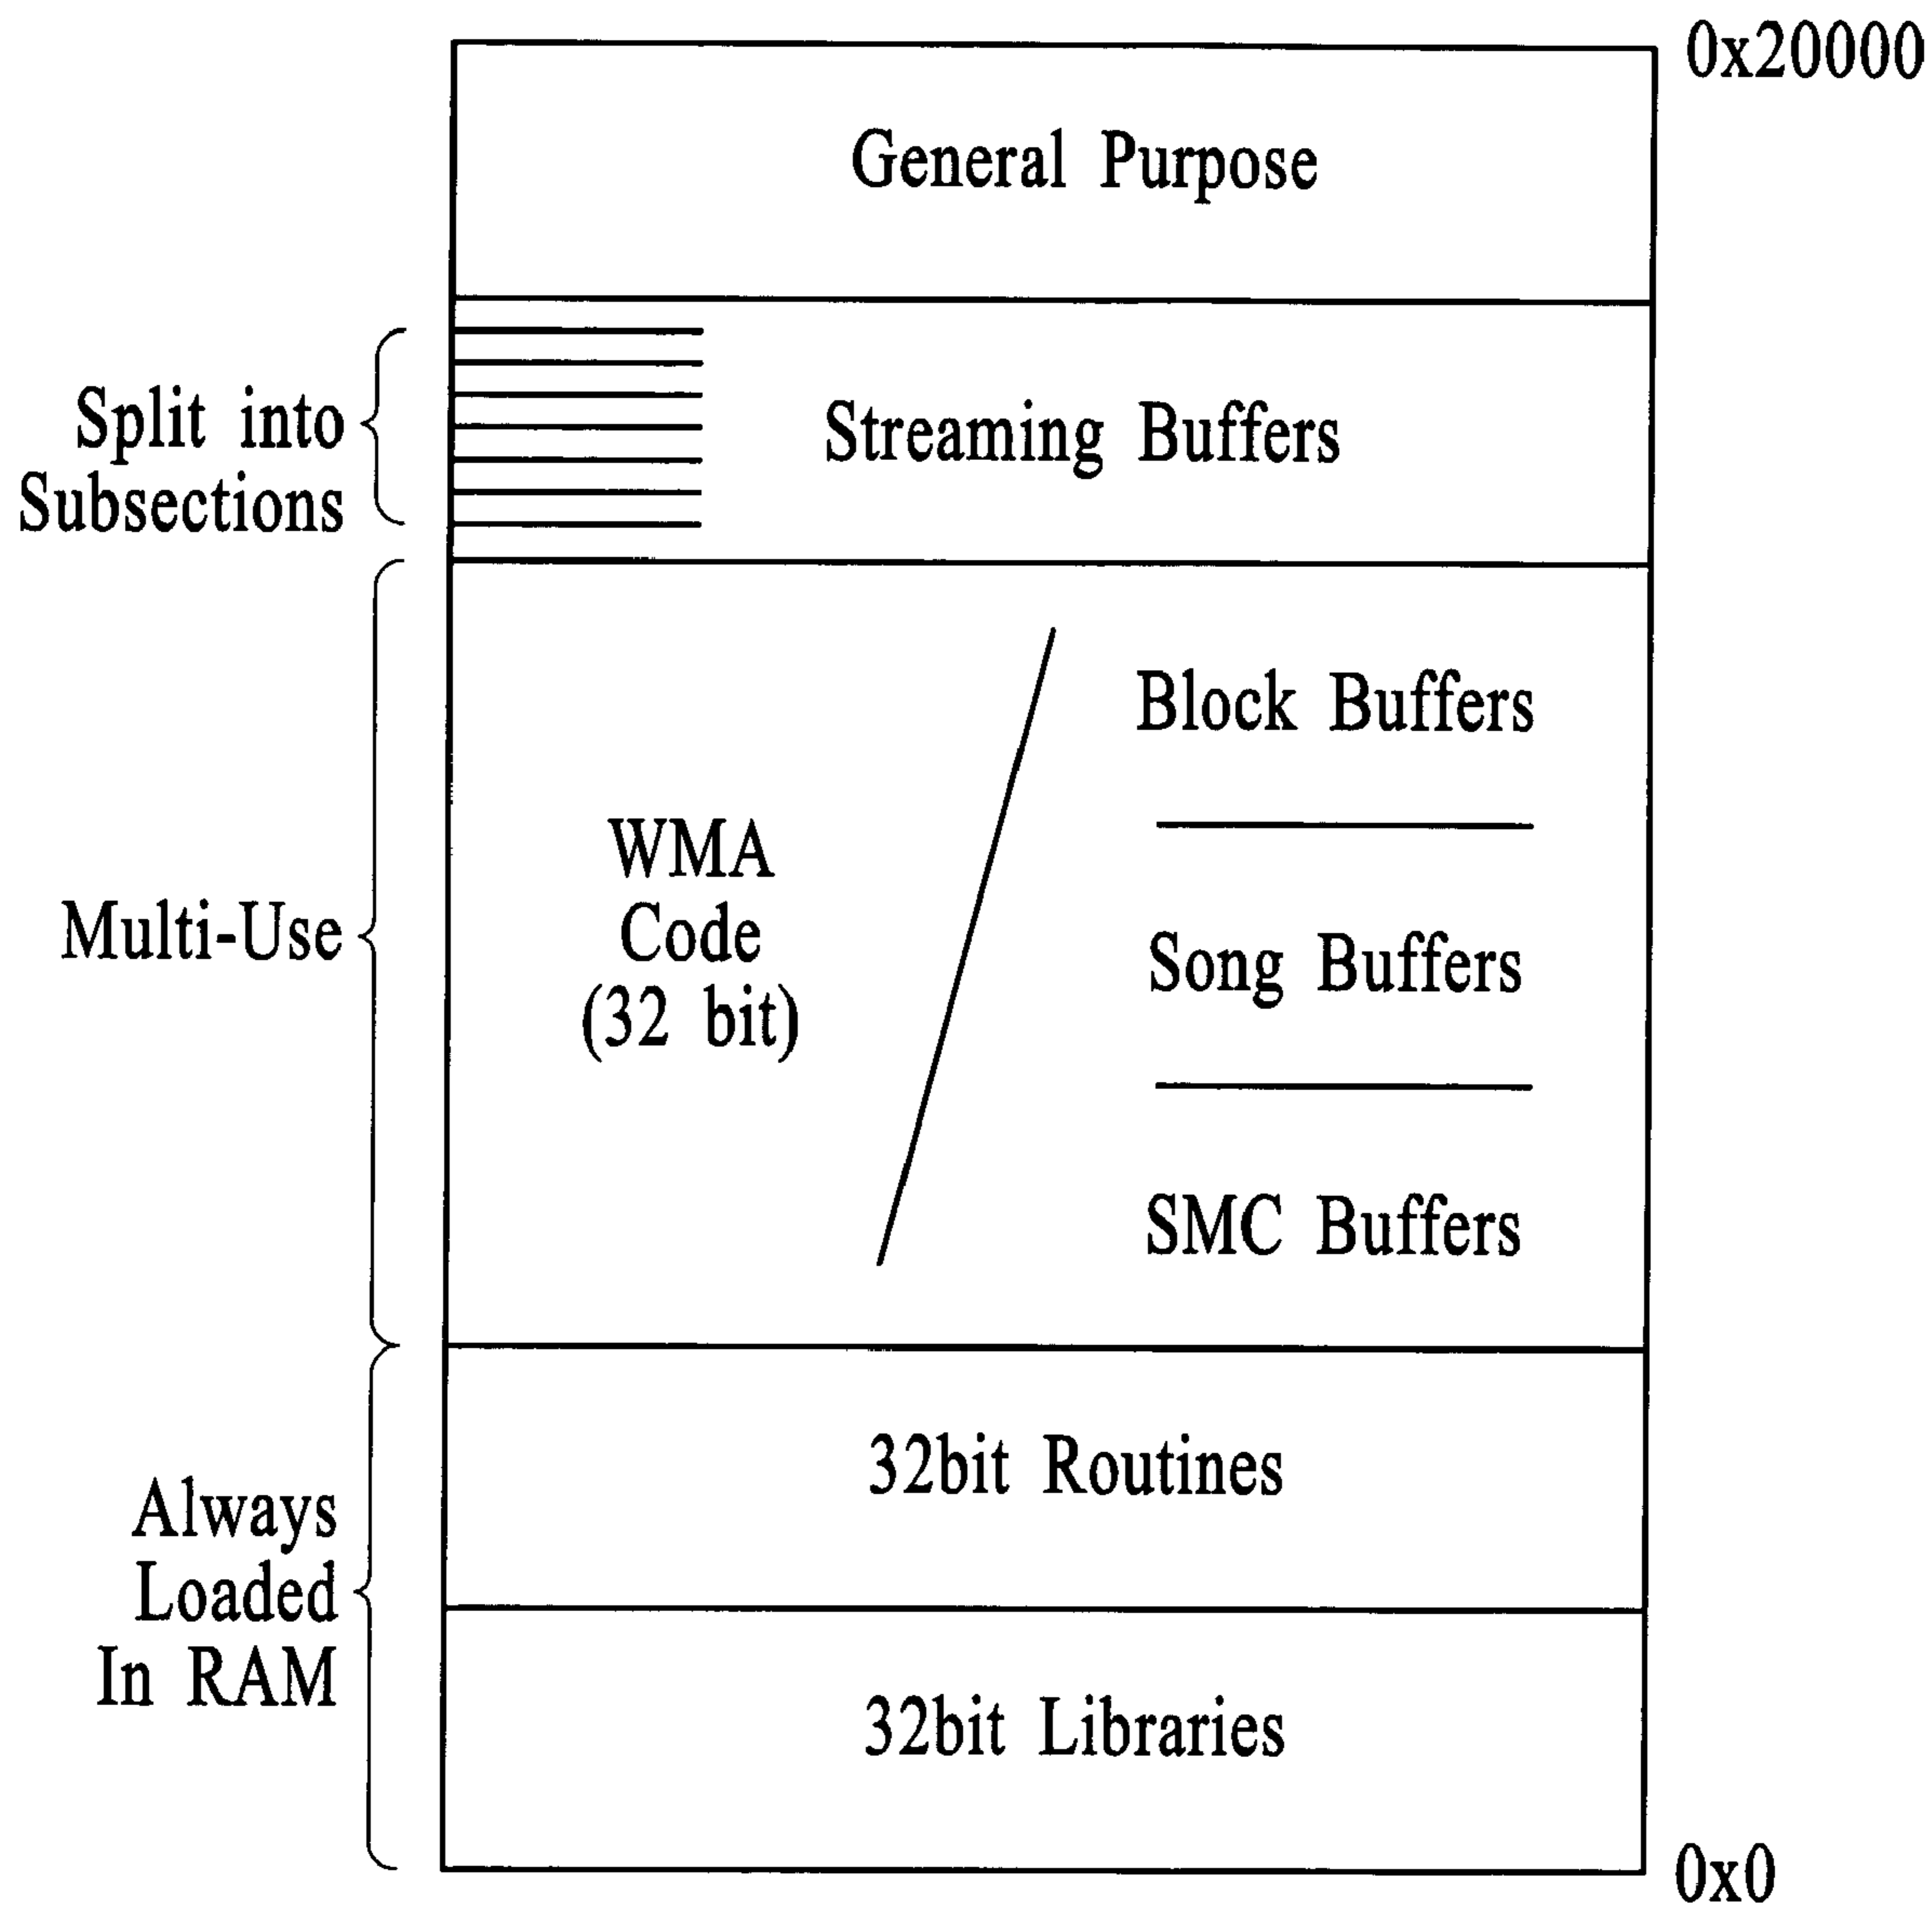 0x20000
General Purpose
Split into
Subsections
Streaming Buffers
Multi-Use
WMA
Code
(32 bit)
Block Buffers
Song Buffers
SMC Buffers
Always
Loaded
In RAM
32bit Routines
32bit Libraries
0x0